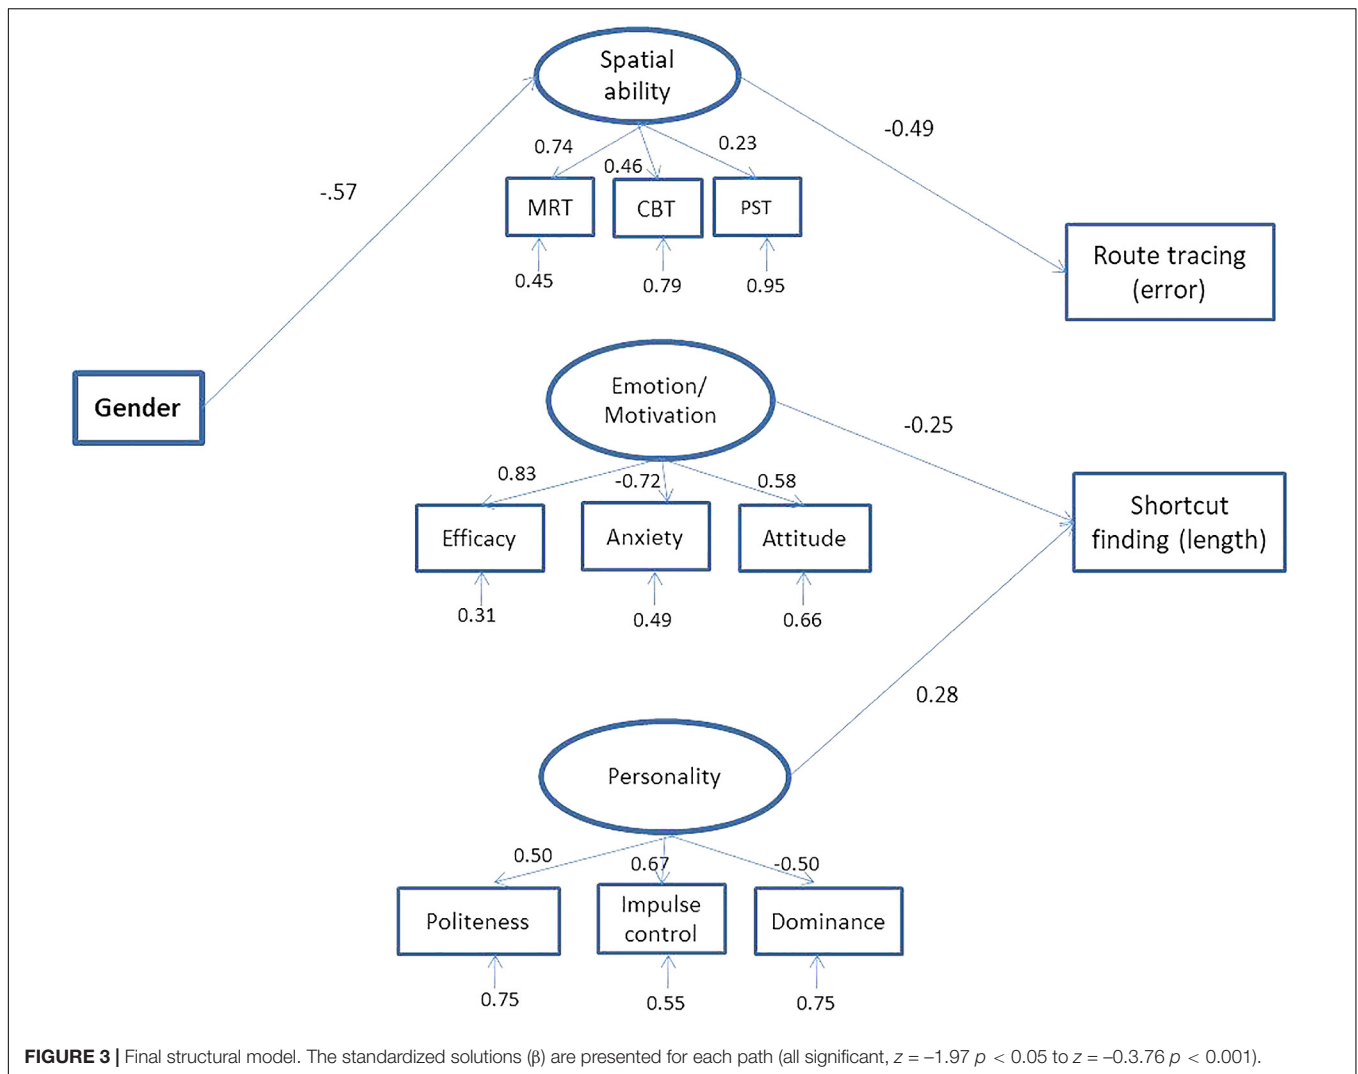 Spatial
ability
0.74
0.46
0.23
MRT
CBT
PST
0.45
0.79
0.95
-.57
-0.49
Route tracing
(error)
Gender
Emotion/
Motivation
0.83
-0.72
0.58
Efficacy
Anxiety
Attitude
0.31
0.49
0.66
-0.25
Shortcut
finding (length)
0.28
Personality
0.50
0.67
-0.50
Politeness
Impulse
control
Dominance
0.75
0.55
0.75
FIGURE 3 | Final structural model. The standardized solutions (β) are presented for each path (all significant, z = –1.97 p < 0.05 to z = –0.3.76 p < 0.001).